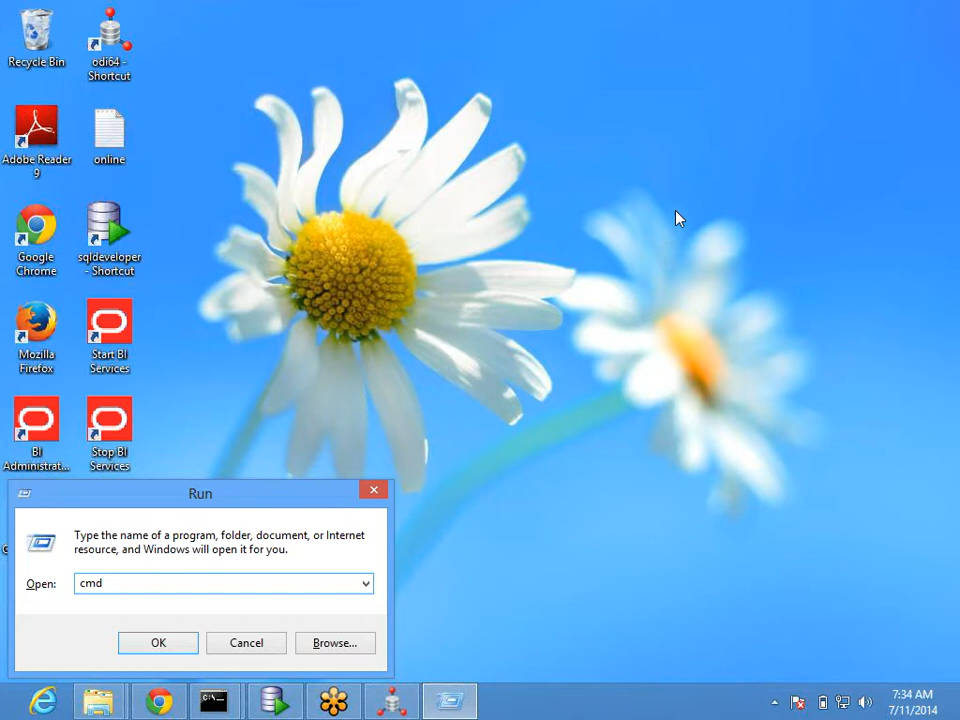 Recycle Bin
odi64 -
Shortcut
Adobe Reader
9
online
Google
Chrome
sqldeveloper
- Shortcut
Mozilla
Firefox
Start BI
Services
BI
Administrat...
Stop BI
Services
Run
Type the name of a program, folder, document, or Internet
resource, and Windows will open it for you.
Open:
cmd
OK
Cancel
Browse...
C:\.
7:34 AM
7/11/2014